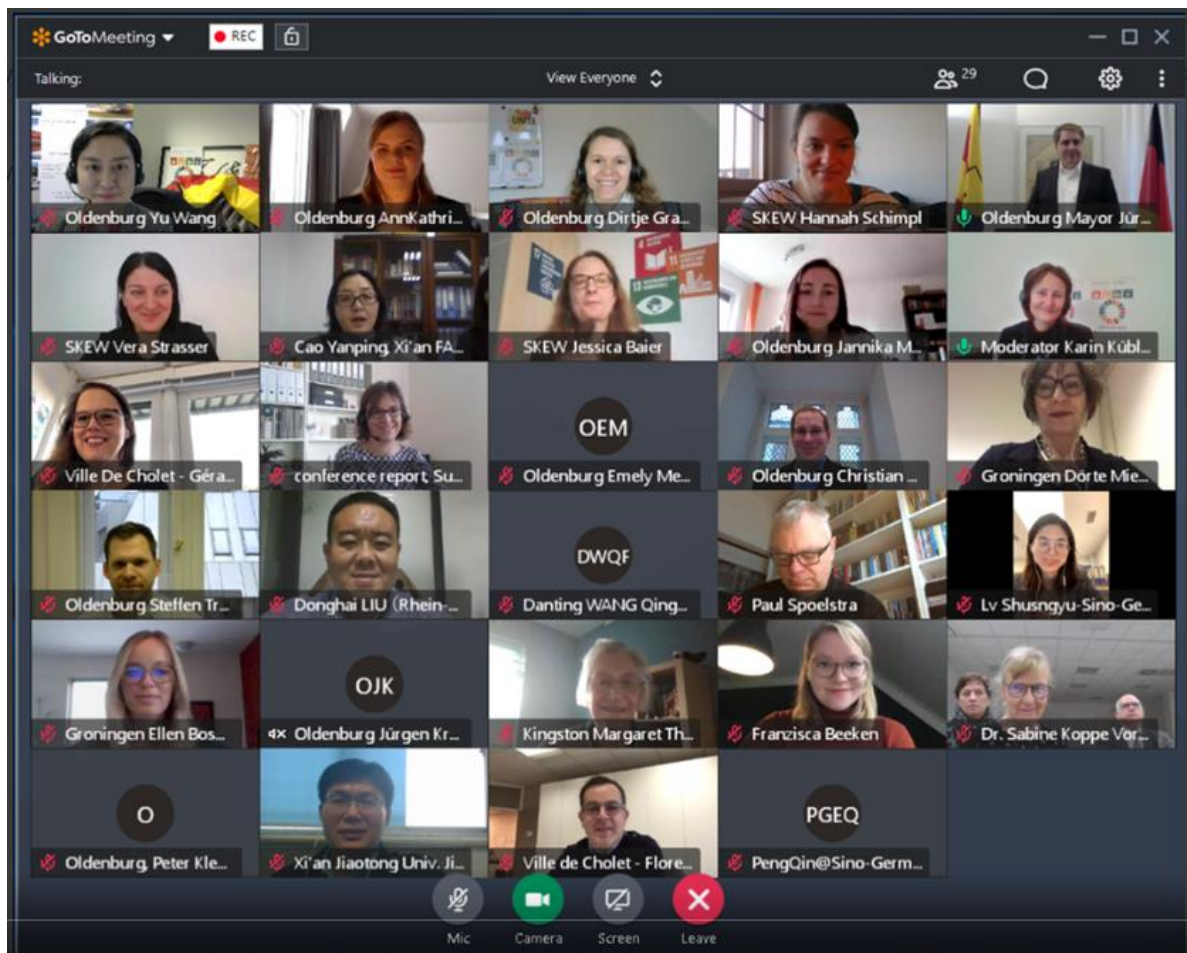 GoToMeeting
REC
Talking:
View Everyone
29
Oldenburg Yu Wang
Oldenburg AnnKathri...
Oldenburg Dirtje Gra...
SKEW Hannah Schimpl
Oldenburg Mayor Jür...
SKEW Vera Strasser
Cao Yanping, Xi'an FA...
SKEW Jessica Baier
Oldenburg Jannika M...
Moderator Karin Kübl...
Ville De Cholet - Géra...
conference report, Su...
OEM
Oldenburg Emely Me...
Oldenburg Christian ...
Groningen Dörte Mie...
Oldenburg Steffen Tr...
Donghai LIU (Rhein-...
DWQF
Danting WANG Qing...
Paul Spoelstra
Lv Shusngyu-Sino-Ge...
Groningen Ellen Bos...
OJK
Oldenburg Jürgen Kr...
Kingston Margaret Th...
Franzisca Beeken
Dr. Sabine Koppe Vor...
O
Oldenburg, Peter Kle...
Xi'an Jiaotong Univ. Ji...
Ville de Cholet - Flore...
PGEQ
PengQin@Sino-Germ...
Mic
Camera
Screen
Leave